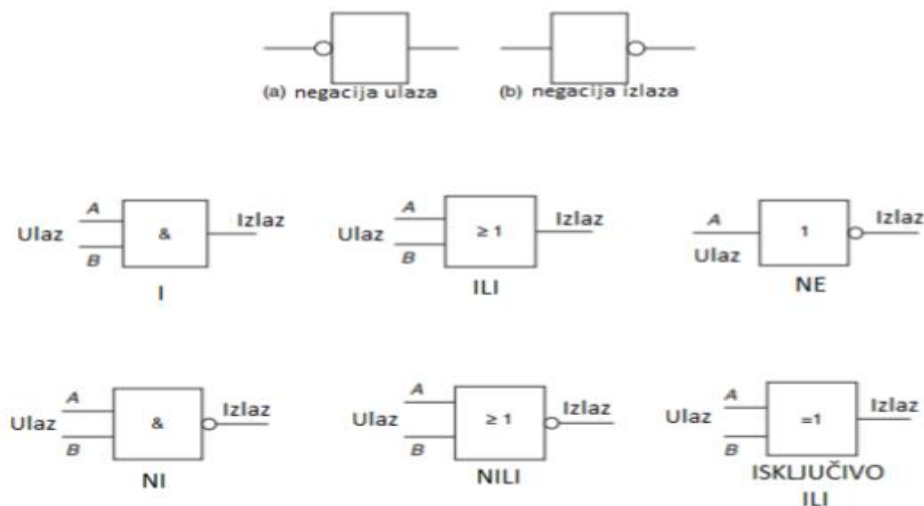 (a) negacija ulaza
(b) negacija izlaza
A
Ulaz
B
&
Izlaz
I
A
Ulaz
B
≥ 1
Izlaz
ILI
A
Ulaz
1
Izlaz
NE
A
Ulaz
B
&
Izlaz
NI
A
Ulaz
B
≥ 1
Izlaz
NILI
A
Ulaz
B
=1
Izlaz
ISKLJUČIVO
ILI